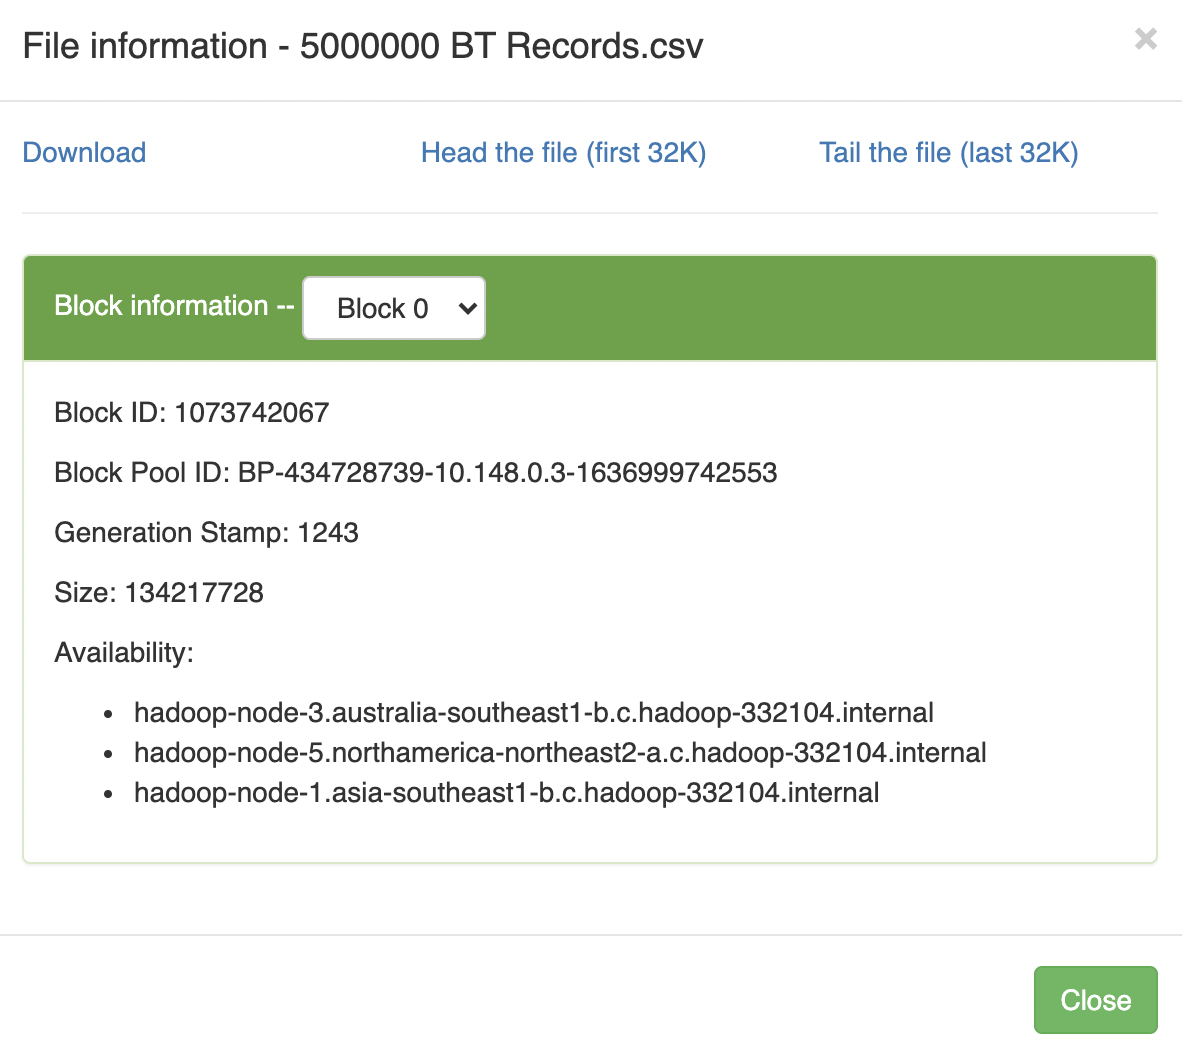 File information - 5000000 BT Records.csv
×
Download
Head the file (first 32K)
Tail the file (last 32K)
Block information -- Block 0
Block ID: 1073742067
Block Pool ID: BP-434728739-10.148.0.3-1636999742553
Generation Stamp: 1243
Size: 134217728
Availability:
• hadoop-node-3.australia-southeast1-b.c.hadoop-332104.internal
• hadoop-node-5.northamerica-northeast2-a.c.hadoop-332104.internal
• hadoop-node-1.asia-southeast1-b.c.hadoop-332104.internal
Close